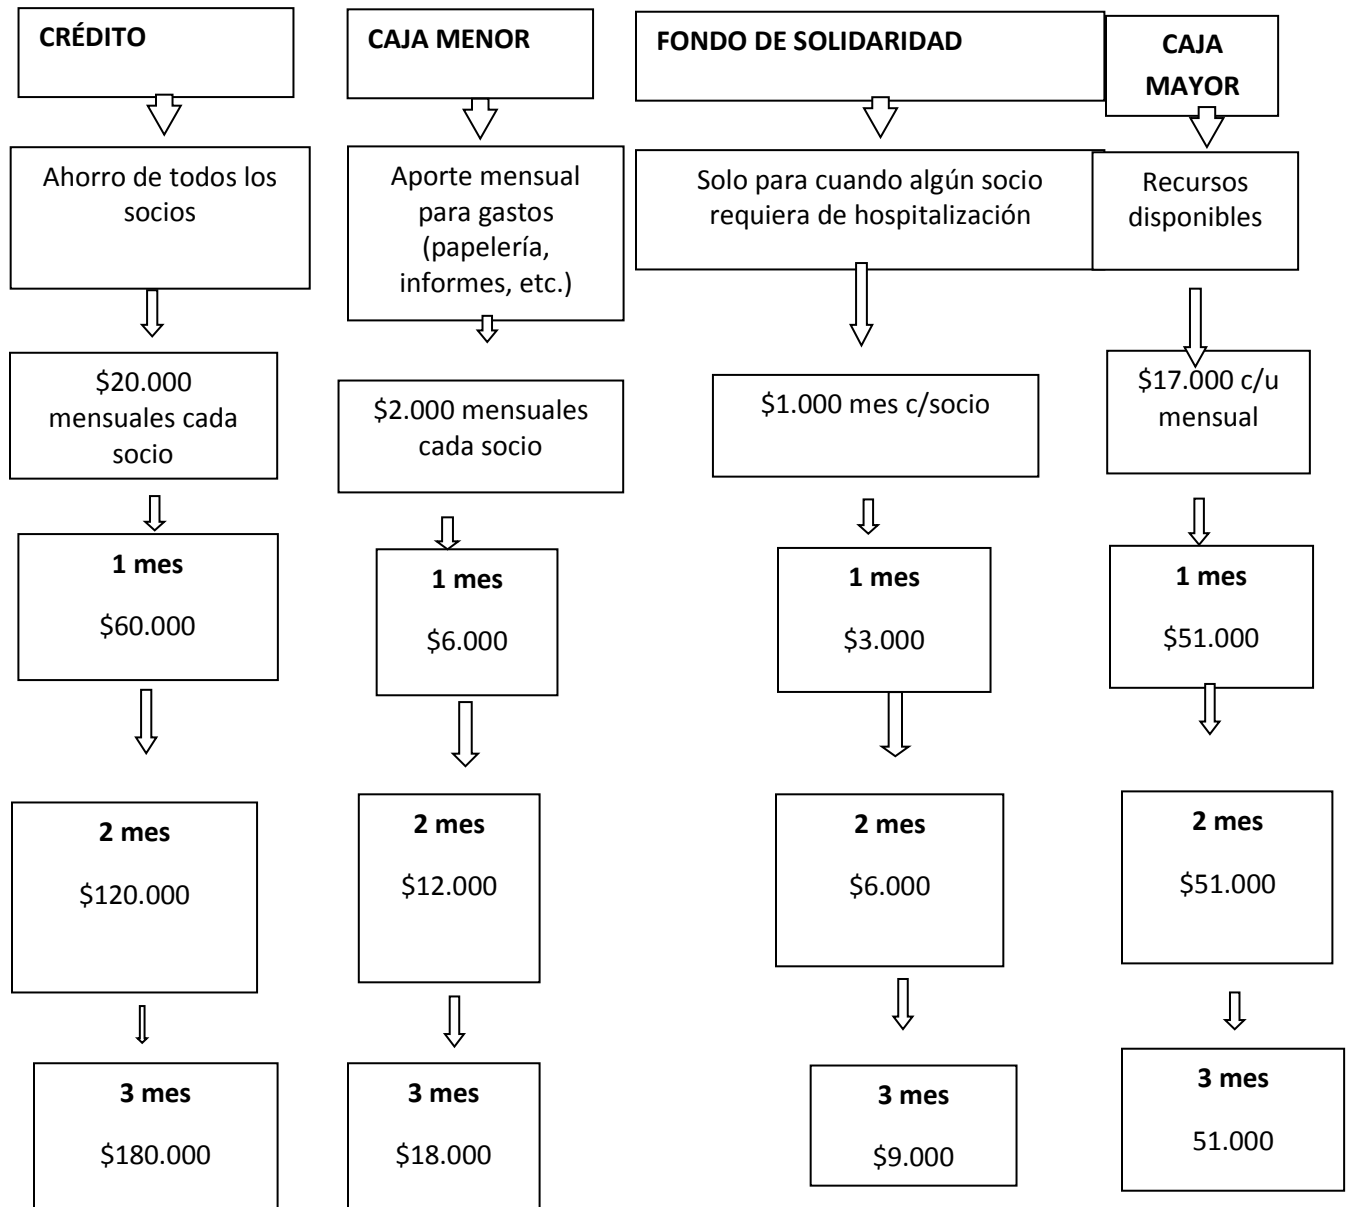 CRÉDITO
Ahorro de todos los
socios
$20.000
mensuales cada
socio
1 mes
$60.000
2 mes
$120.000
3 mes
$180.000
CAJA MENOR
Aporte mensual
para gastos
(papelería,
informes, etc.)
$2.000 mensuales
cada socio
1 mes
$6.000
2 mes
$12.000
3 mes
$18.000
FONDO DE SOLIDARIDAD
Solo para cuando algún socio
requiera de hospitalización
$1.000 mes c/socio
1 mes
$3.000
2 mes
$6.000
3 mes
$9.000
CAJA
MAYOR
Recursos
disponibles
$17.000 c/u
mensual
1 mes
$51.000
2 mes
$51.000
3 mes
51.000